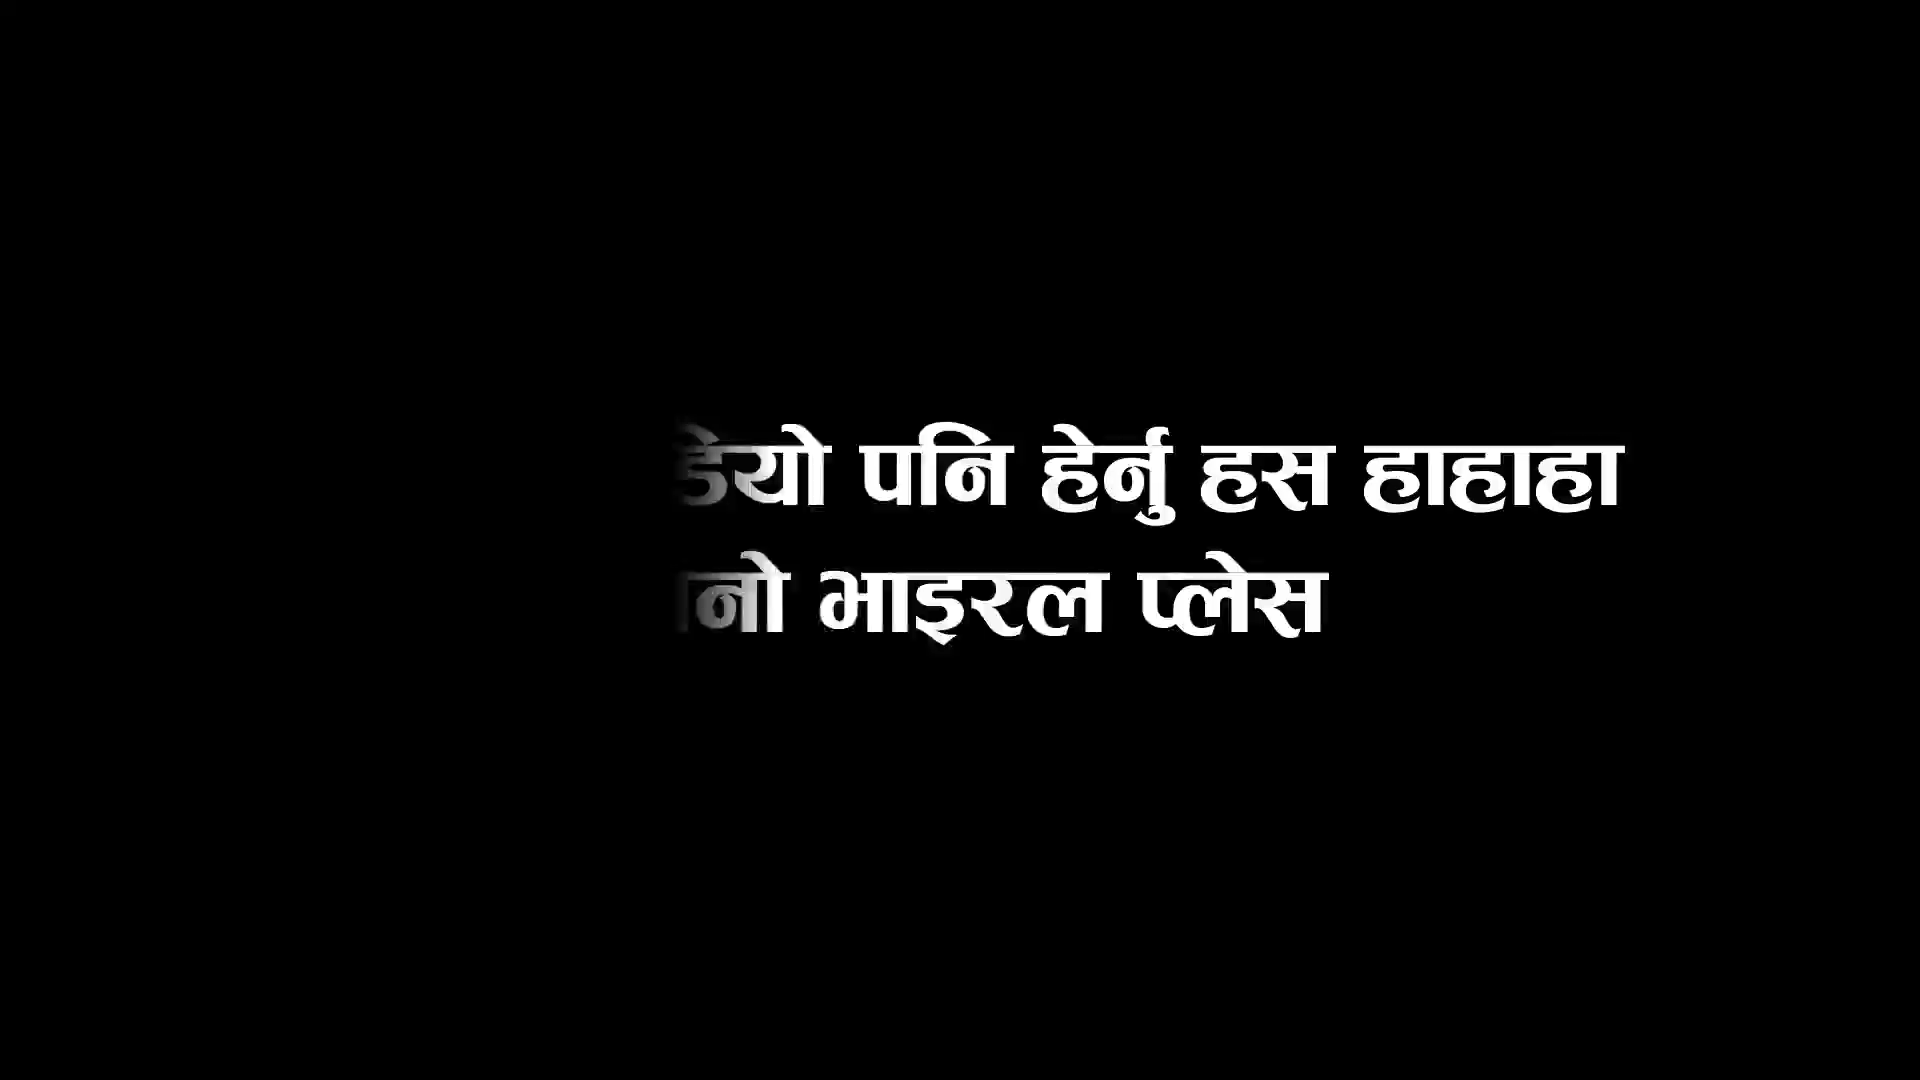 डियो पनि हेर्नु हस हाहाहा
नो भाइरल प्लेस